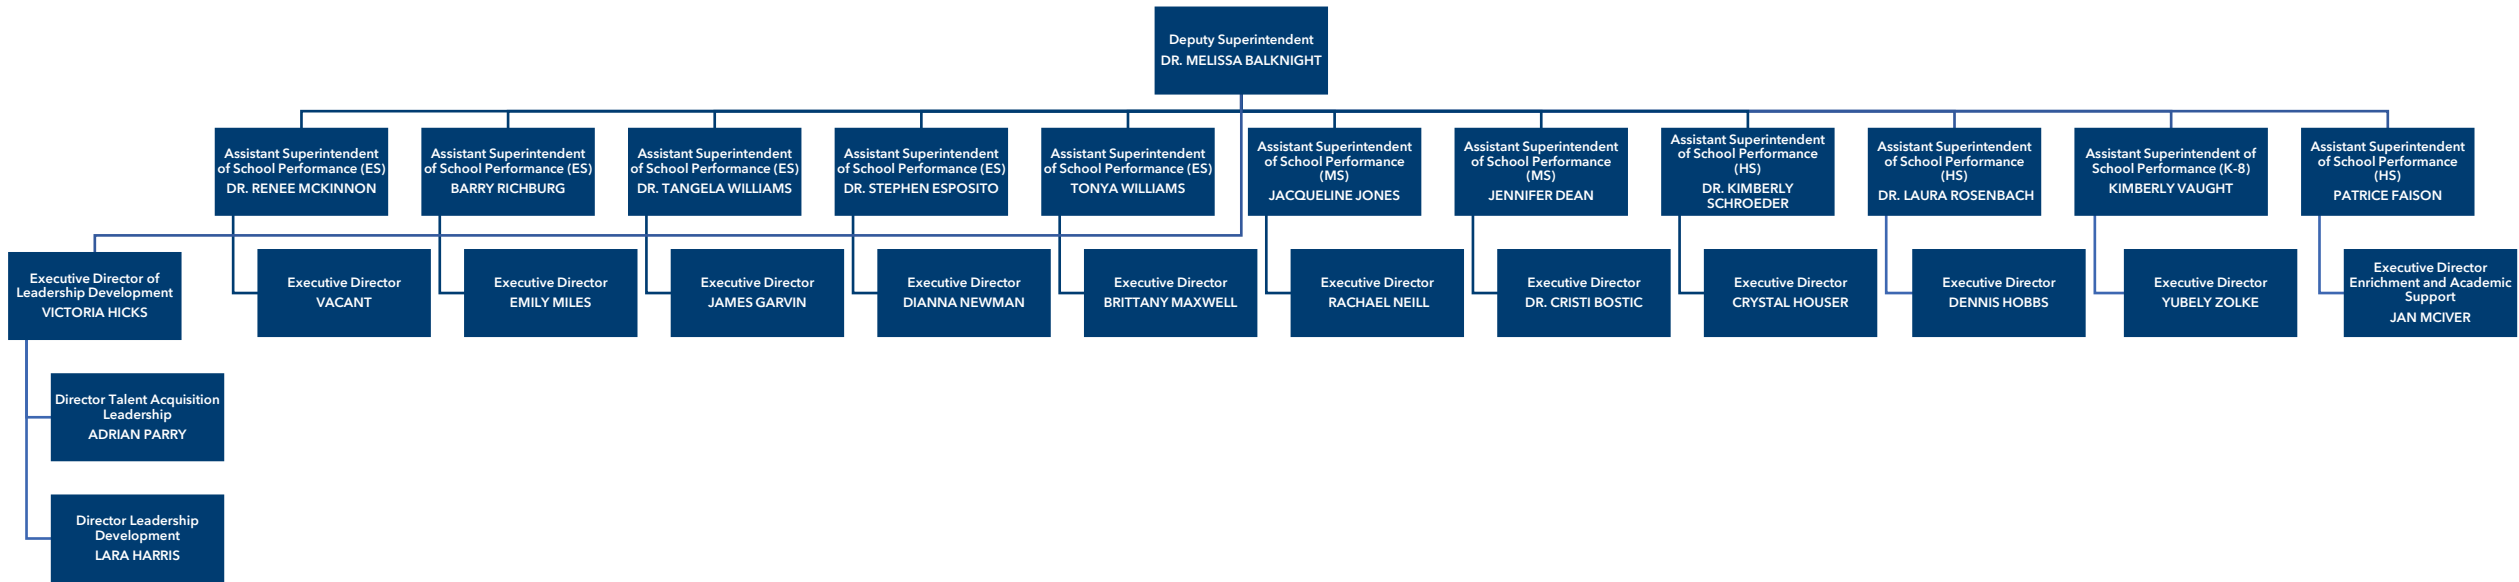 Deputy Superintendent
DR. MELISSA BALKNIGHT
Assistant Superintendent
of School Performance (ES)
DR. RENEE MCKINNON
Assistant Superintendent
of School Performance (ES)
BARRY RICHBURG
Assistant Superintendent
of School Performance (ES)
DR. TANGELA WILLIAMS
Assistant Superintendent
of School Performance (ES)
DR. STEPHEN ESPOSITO
Assistant Superintendent
of School Performance (ES)
TONYA WILLIAMS
Assistant Superintendent
of School Performance
(MS)
JACQUELINE JONES
Assistant Superintendent
of School Performance
(MS)
JENNIFER DEAN
Assistant Superintendent
of School Performance
(HS)
DR. KIMBERLY
SCHROEDER
Assistant Superintendent
of School Performance
(HS)
DR. LAURA ROSENBACH
Assistant Superintendent of
School Performance (K-8)
KIMBERLY VAUGHT
Assistant Superintendent
of School Performance
(HS)
PATRICE FAISON
Executive Director of
Leadership Development
VICTORIA HICKS
Executive Director
VACANT
Executive Director
EMILY MILES
Executive Director
JAMES GARVIN
Executive Director
DIANNA NEWMAN
Executive Director
BRITTANY MAXWELL
Executive Director
RACHAEL NEILL
Executive Director
DR. CRISTI BOSTIC
Executive Director
CRYSTAL HOUSER
Executive Director
DENNIS HOBBS
Executive Director
YUBELY ZOLKE
Executive Director
Enrichment and Academic
Support
JAN MCIVER
Director Talent Acquisition
Leadership
ADRIAN PARRY
Director Leadership
Development
LARA HARRIS